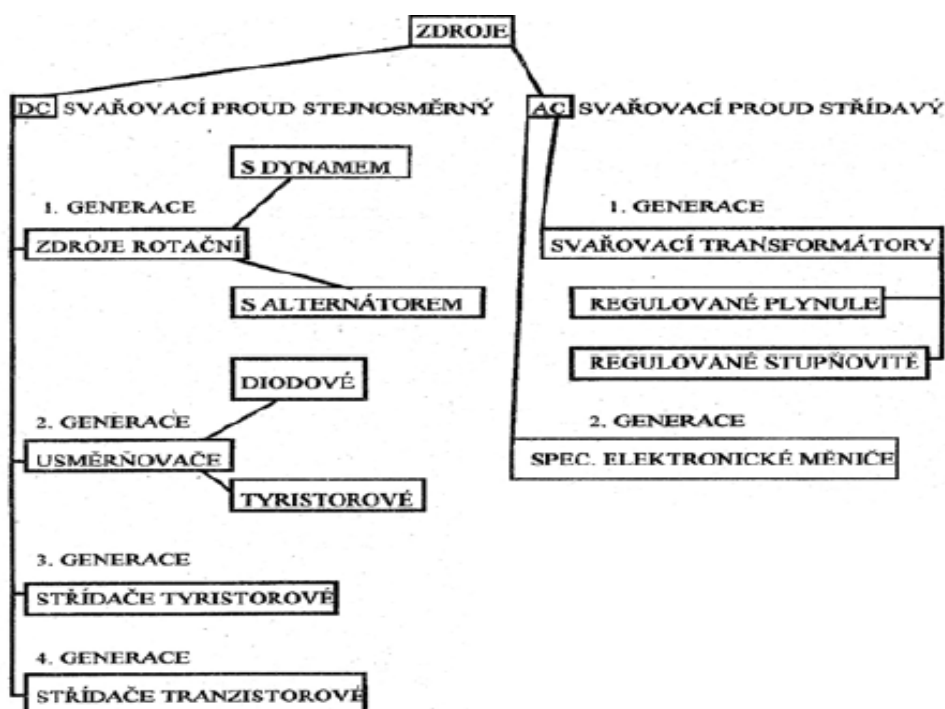 ZDROJE
DC SVAŘOVACÍ PROUD STEJNOSMĚRNÝ
S DYNAMEM
1. GENERACE
ZDROJE ROTAČNÍ
S ALTERNÁTOREM
DIODOVÉ
2. GENERACE
USMĚRŇOVAČE
TYRISTOROVÉ
3. GENERACE
STŘÍDAČE TYRISTOROVÉ
4. GENERACE
STŘÍDAČE TRANZISTOROVÉ
AC SVAŘOVACÍ PROUD STŘÍDAVÝ
1. GENERACE
SVAŘOVACÍ TRANSFORMÁTORY
REGULOVANÉ PLYNULE
REGULOVANÉ STUPŇOVITĚ
2. GENERACE
SPEC. ELEKTRONICKÉ MĚNIČE